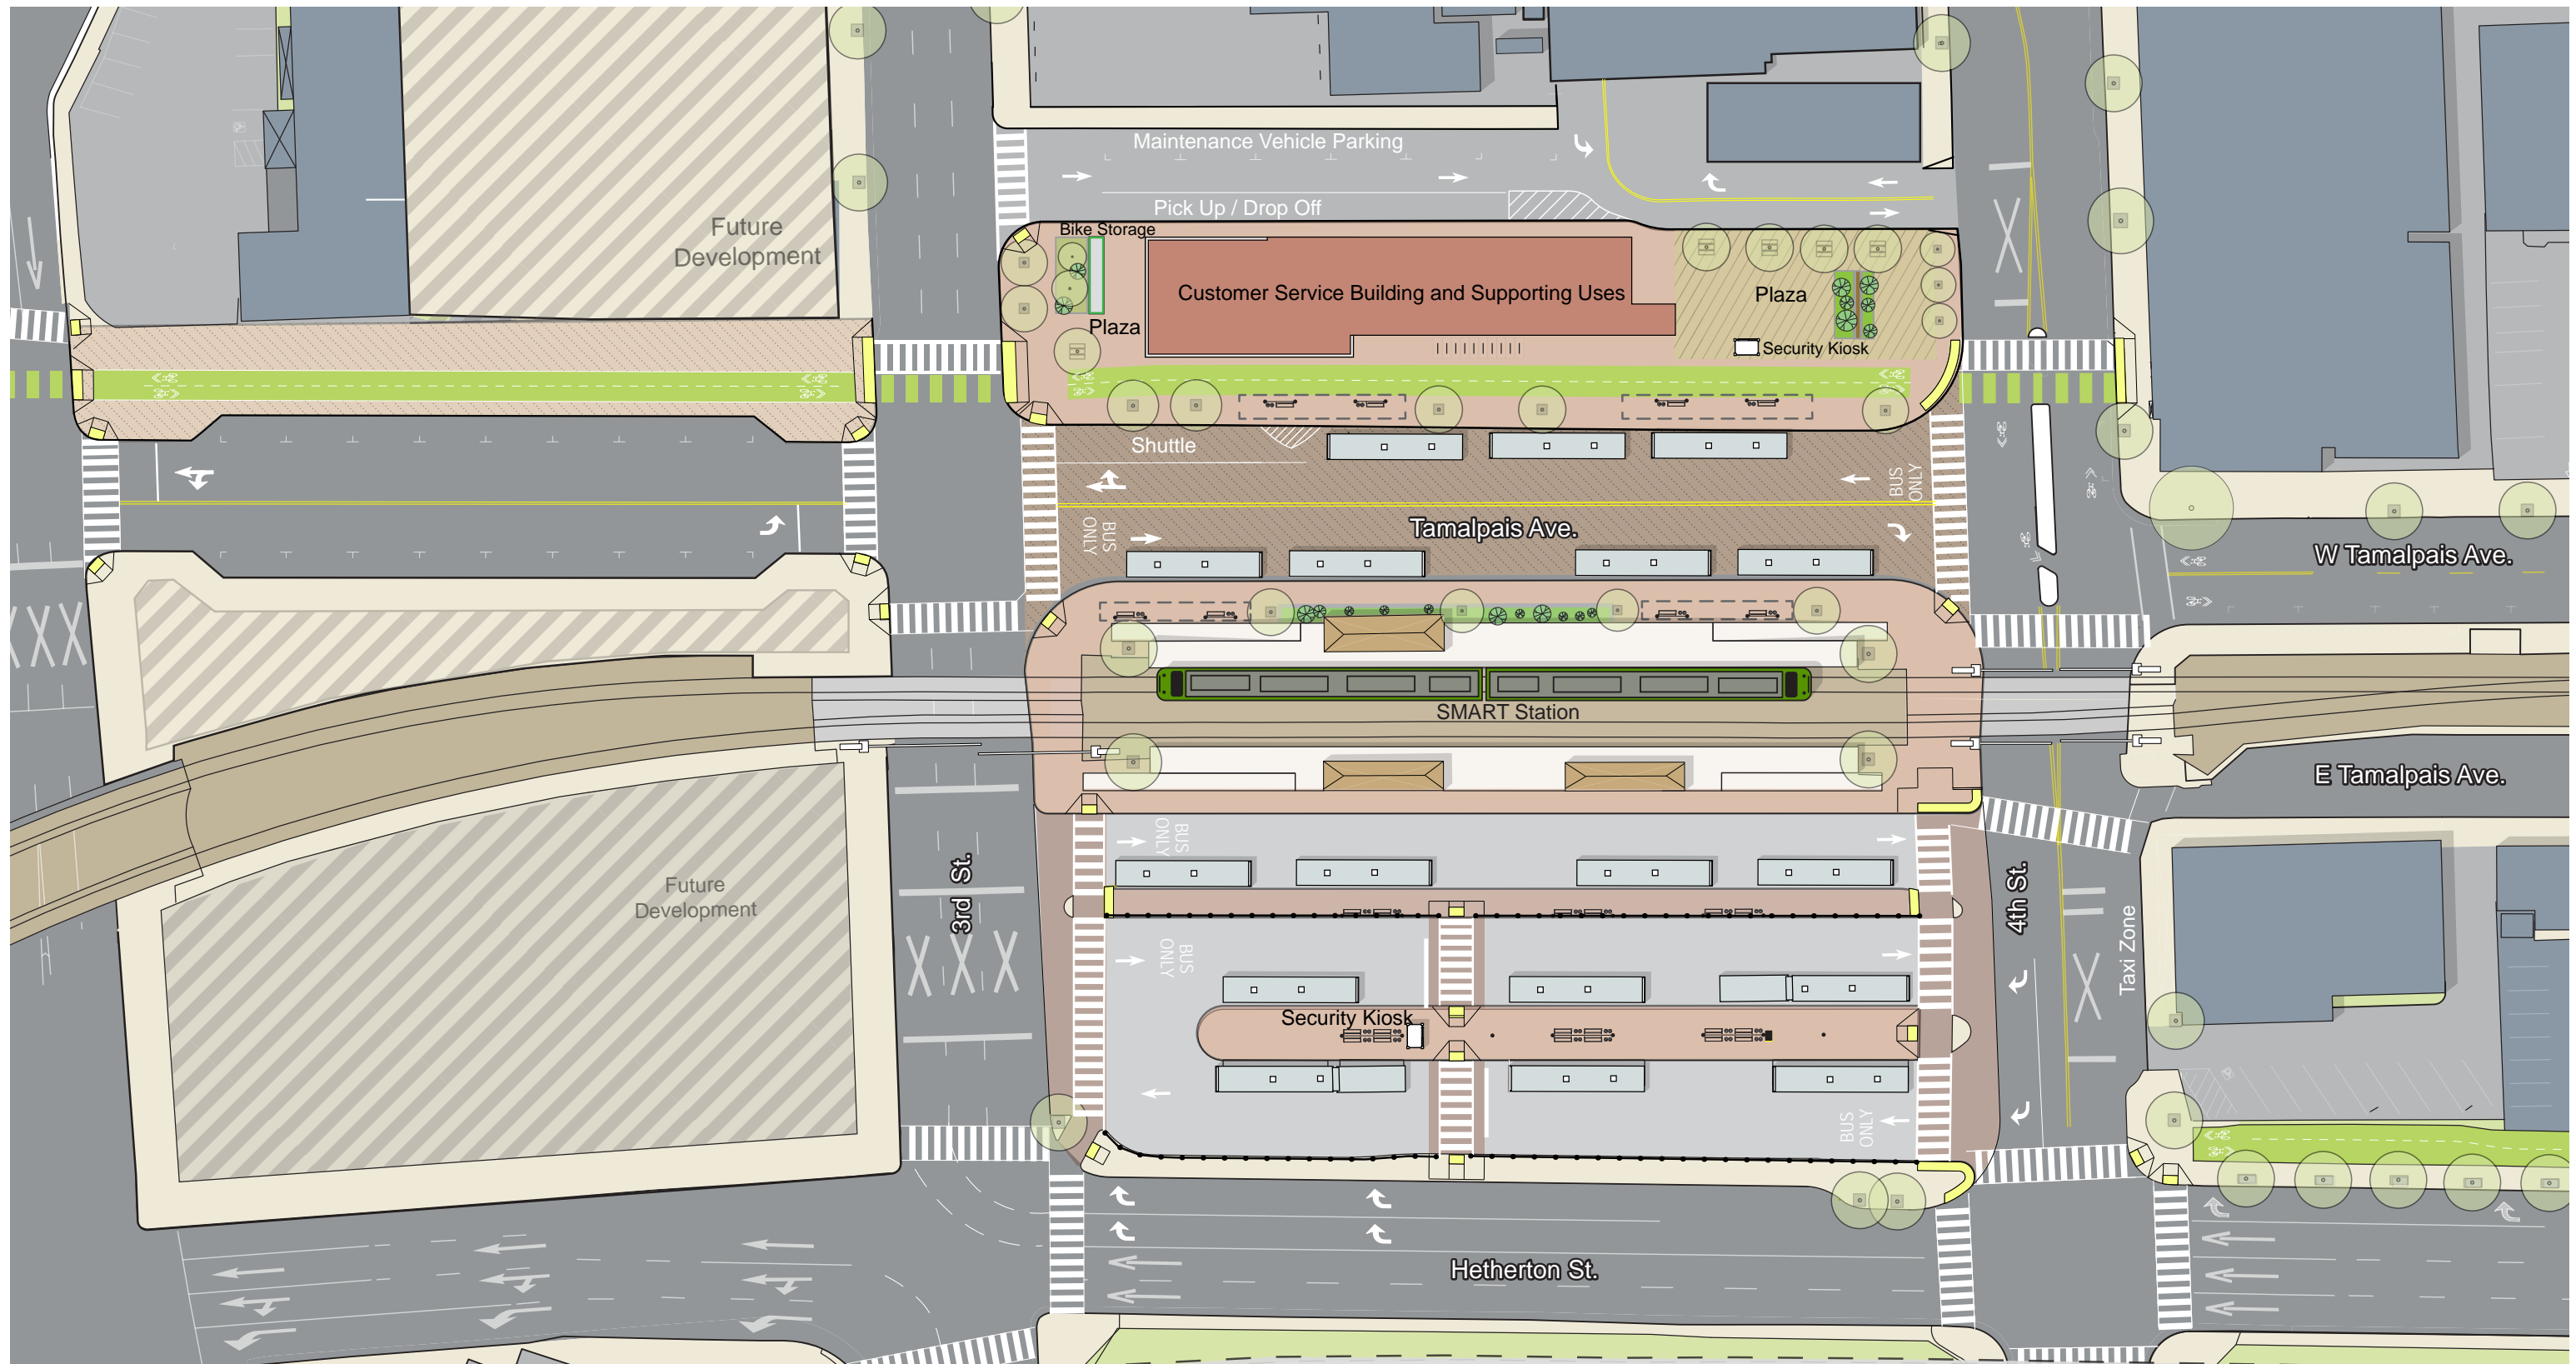 Maintenance Vehicle Parking
Pick Up / Drop Off
Future
Development
Bike Storage
Customer Service Building and Supporting Uses
Plaza
Plaza
Security Kiosk
Shuttle
BUS
ONLY
BUS
ONLY
Tamalpais Ave.
W Tamalpais Ave.
SMART Station
E Tamalpais Ave.
BUS
ONLY
3rd St.
Future
Development
4th St.
Taxi Zone
BUS
ONLY
Security Kiosk
BUS
ONLY
Hetherton St.